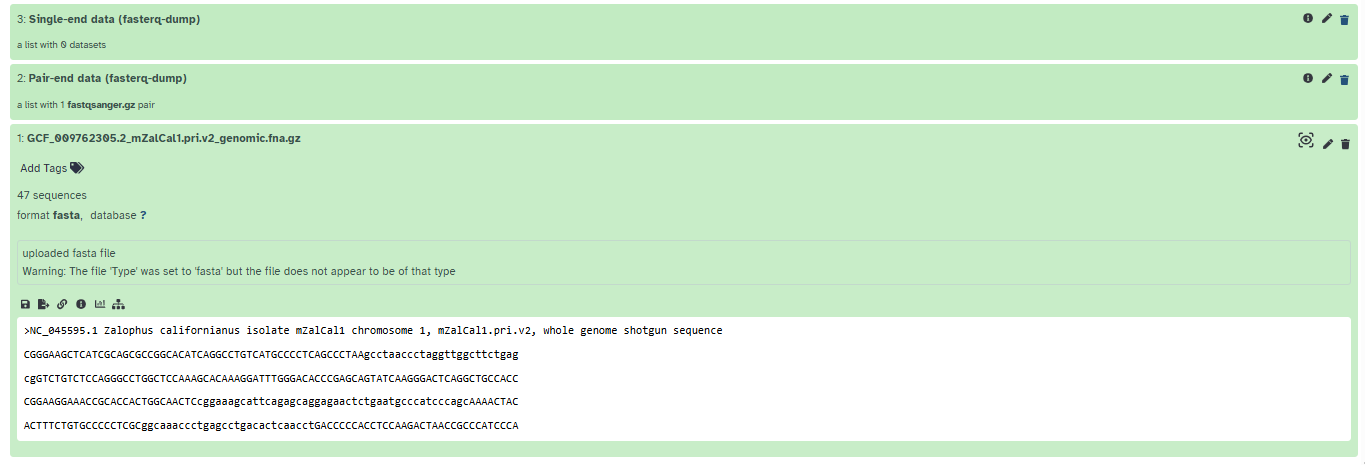 3: Single-end data (fasterq-dump)
a list with 0 datasets
2: Pair-end data (fasterq-dump)
a list with 1 fastqsanger.gz pair
1: GCF_009762305.2_mZalCal1.pri.v2_genomic.fna.gz
Add Tags
47 sequences
format fasta, database ?
uploaded fasta file
Warning: The file 'Type' was set to 'fasta' but the file does not appear to be of that type
>NC_045595.1 Zalophus californianus isolate mZalCal1 chromosome 1, mZalCal1.pri.v2, whole genome shotgun sequence
CGGGAAGCTCATCGCAGCGCCGGCACATCAGGCCTGTCATGCCCCTCAGCCCTAAgcctaaccctaggttggcttctgag
cgGTCTGTCTCCAGGGCCTGGCTCCAAAGCACAAAGGATTTGGGACACCCGAGCAGTATCAAGGGACTCAGGCTGCCACC
CGGAAGGAAACCGCACCACTGGCAACTCcggaaagcattcagagcaggagaactctgaatgcccatcccagcAAAACTAC
ACTTTCTGTGCCCCCTCGCggcaaaccctgagcctgacactcaacctGACCCCCACCTCCAAGACTAACCGCCCATCCCA